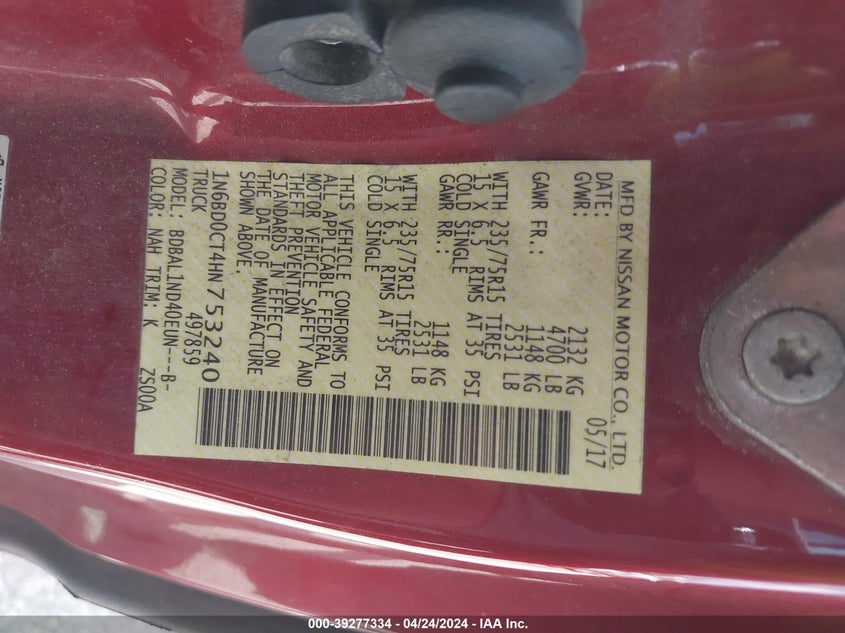 MFD BY NISSAN MOTOR CO., LTD.
DATE: 05/17
GVWR: 2132 KG
4700 LB
GAWR FR.: 1148 KG
2531 LB
WITH 235/75R15 TIRES
15 X 6.5 RIMS AT 35 PSI
COLD SINGLE
GAWR RR.: 1148 KG
2531 LB
WITH 235/75R15 TIRES
15 X 6.5 RIMS AT 35 PSI
COLD SINGLE
THIS VEHICLE CONFORMS TO
ALL APPLICABLE FEDERAL
MOTOR VEHICLE SAFETY AND
THEFT PREVENTION
STANDARDS IN EFFECT ON
THE DATE OF MANUFACTURE
SHOWN ABOVE.
1N6BD0CT4HN753240
TRUCK 497859
MODEL: BDBAL1ND40EUN---B-
COLOR: NAH TRIM: K ZS00A
000-39277334 / 04/24/2024 - IAA Inc.